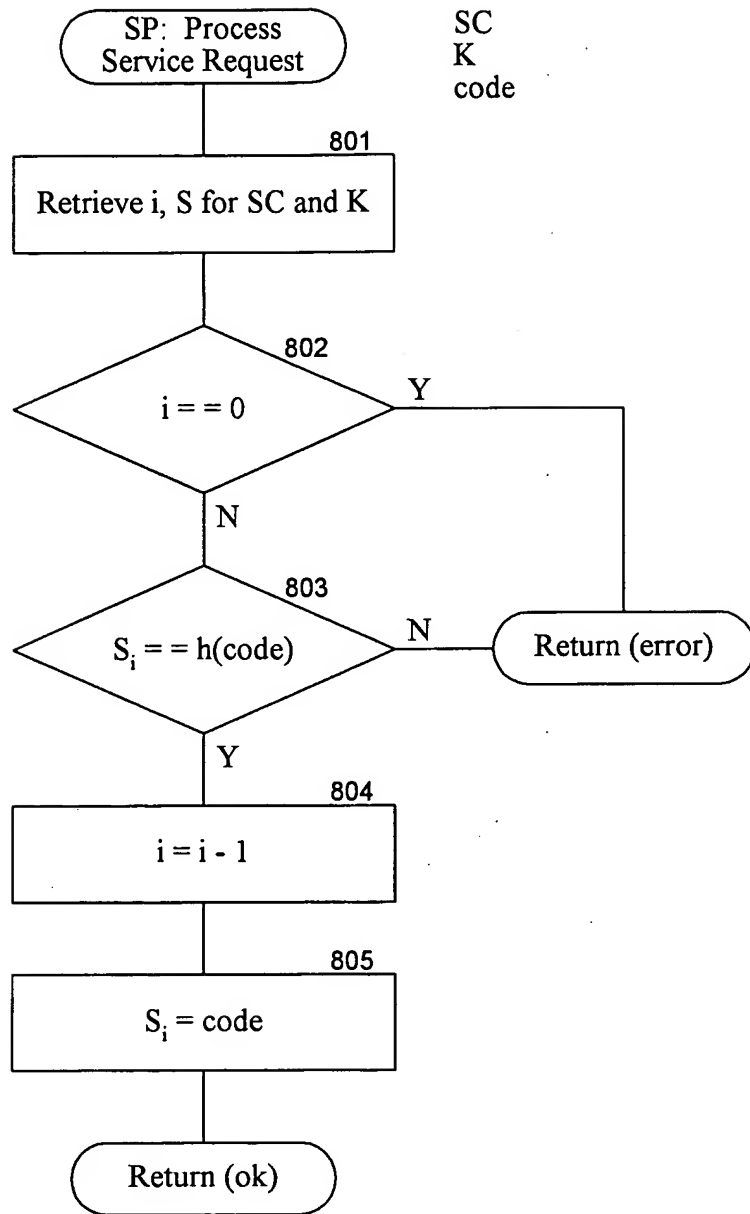 SP: Process
Service Request
SC
K
code
801
Retrieve i, S for SC and K
802
i = = 0
Y
N
803
S_i = = h(code)
N
Return (error)
Y
804
i = i - 1
805
S_i = code
Return (ok)